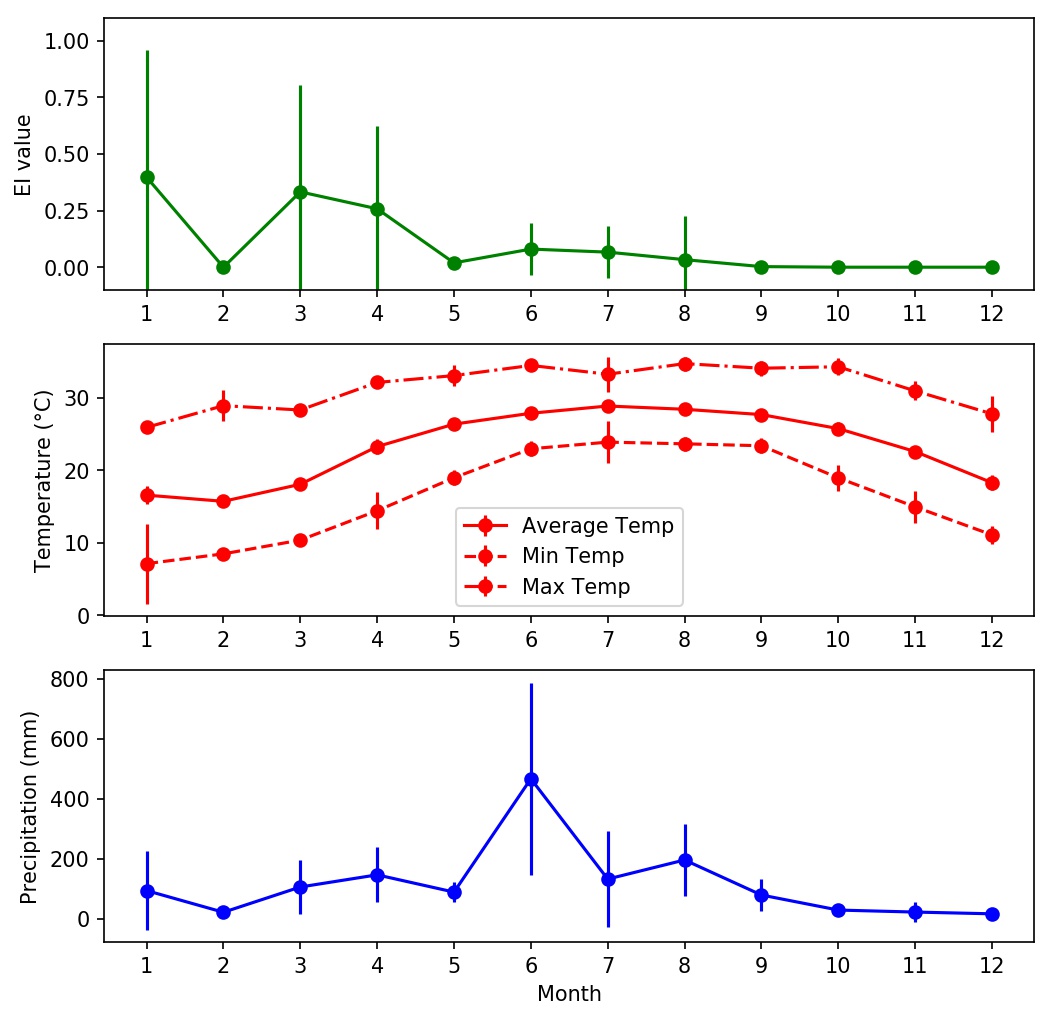 EI value
1.00
0.75
0.50
0.25
0.00
1 2 3 4 5 6 7 8 9 10 11 12
Temperature (°C)
30
20
10
0
Average Temp
Min Temp
Max Temp
1 2 3 4 5 6 7 8 9 10 11 12
Precipitation (mm)
800
600
400
200
0
1 2 3 4 5 6 7 8 9 10 11 12
Month